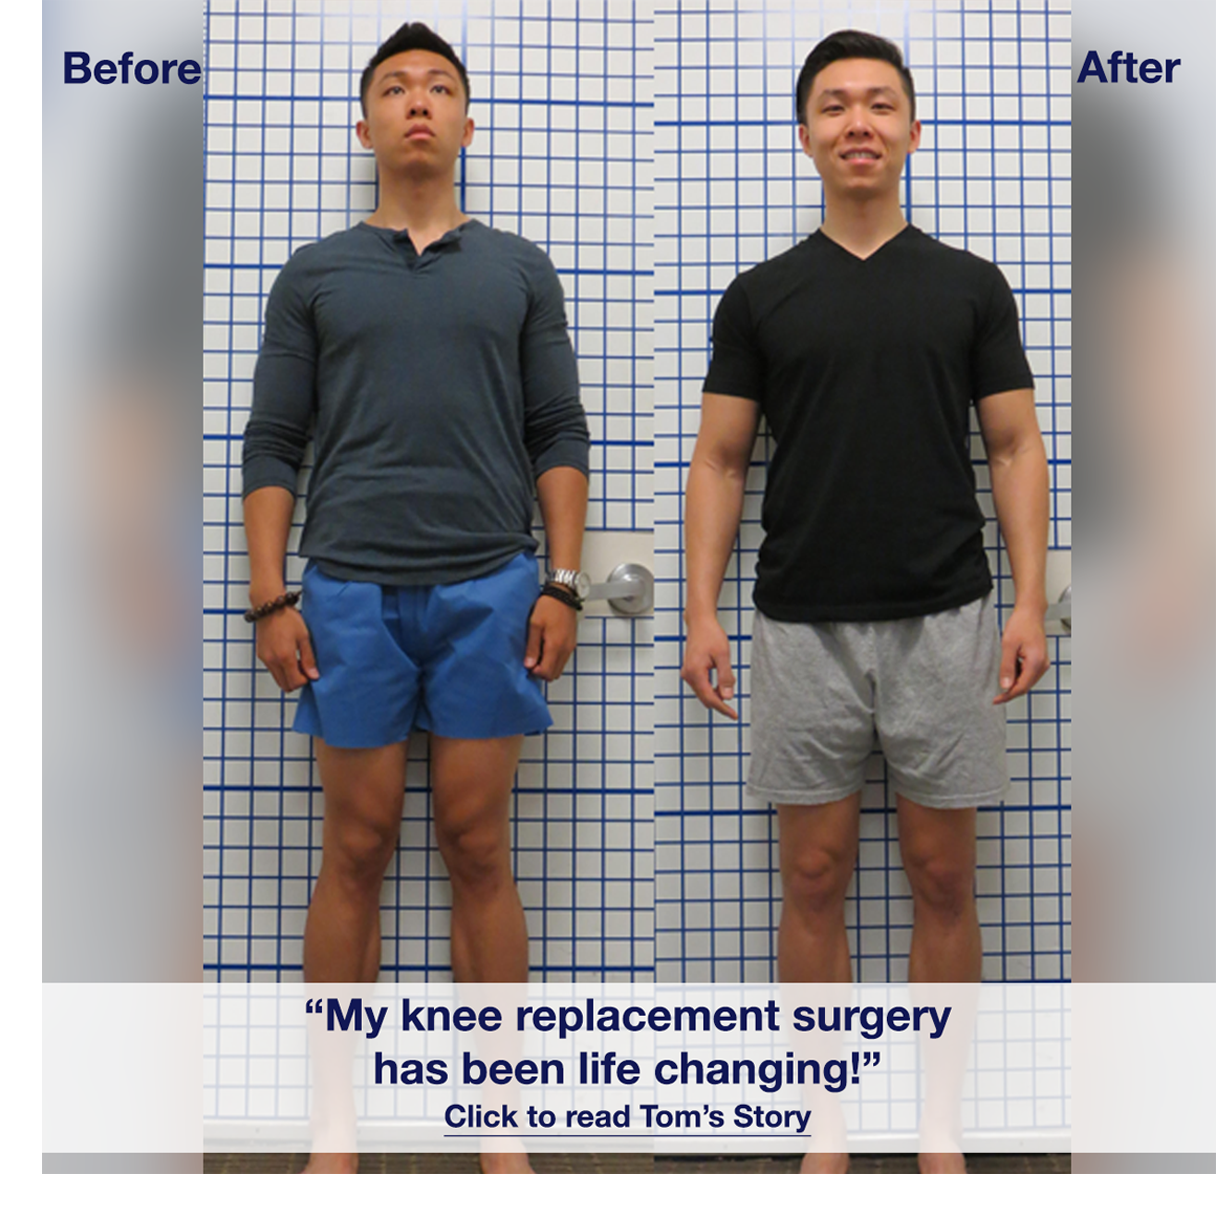 Before
After
“My knee replacement surgery
has been life changing!”
Click to read Tom’s Story